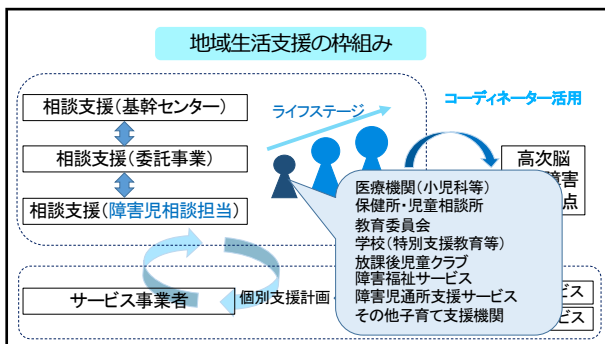 地域生活支援の枠組み
相談支援(基幹センター)
ライフステージ
コーディネーター活用
相談支援(委託事業)
高次脳
障害
点
相談支援(障害児相談担当)
医療機関(小児科等)
保健所・児童相談所
教育委員会
学校(特別支援教育等)
放課後児童クラブ
障害福祉サービス
障害児通所支援サービス
その他子育て支援機関
サービス事業者
個別支援計画・
ビス
ビス